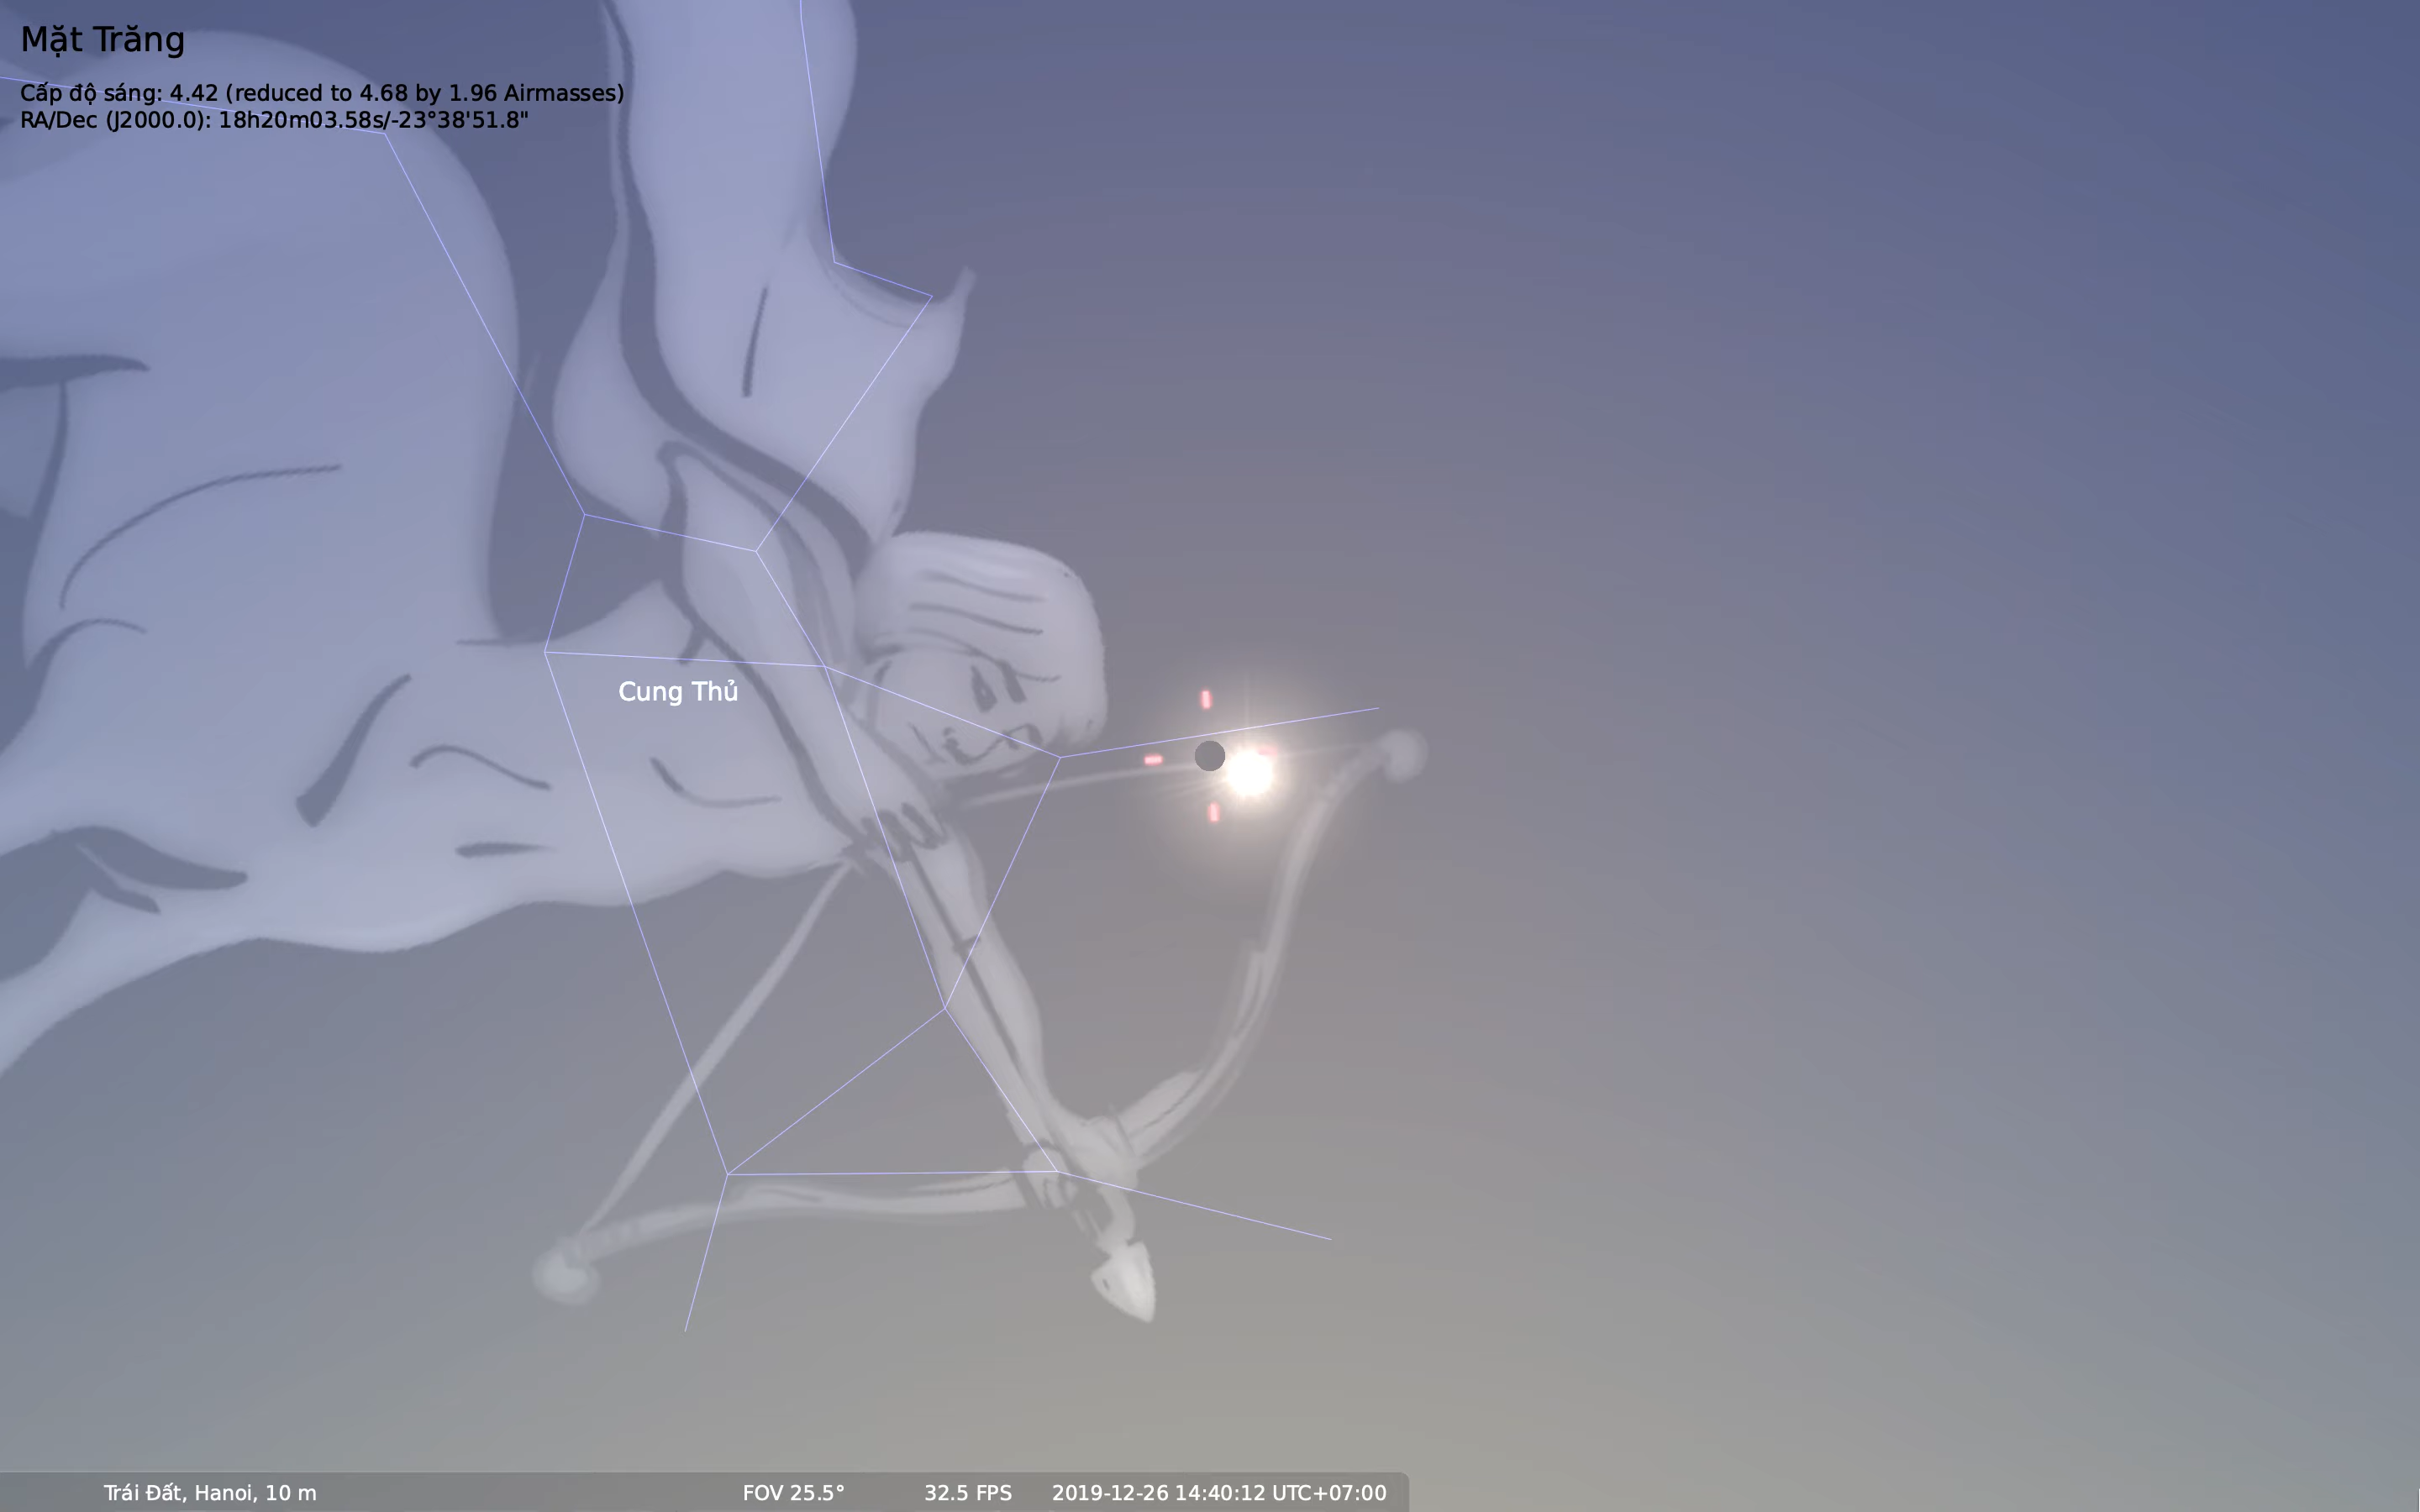 Mặt Trăng
Cấp độ sáng: 4.42 (reduced to 4.68 by 1.96 Airmasses)
RA/Dec (J2000.0): 18h20m03.58s/-23°38'51.8"
Cung Thủ
Trái Đất, Hanoi, 10 m FOV 25.5° 32.5 FPS 2019-12-26 14:40:12 UTC+07:00